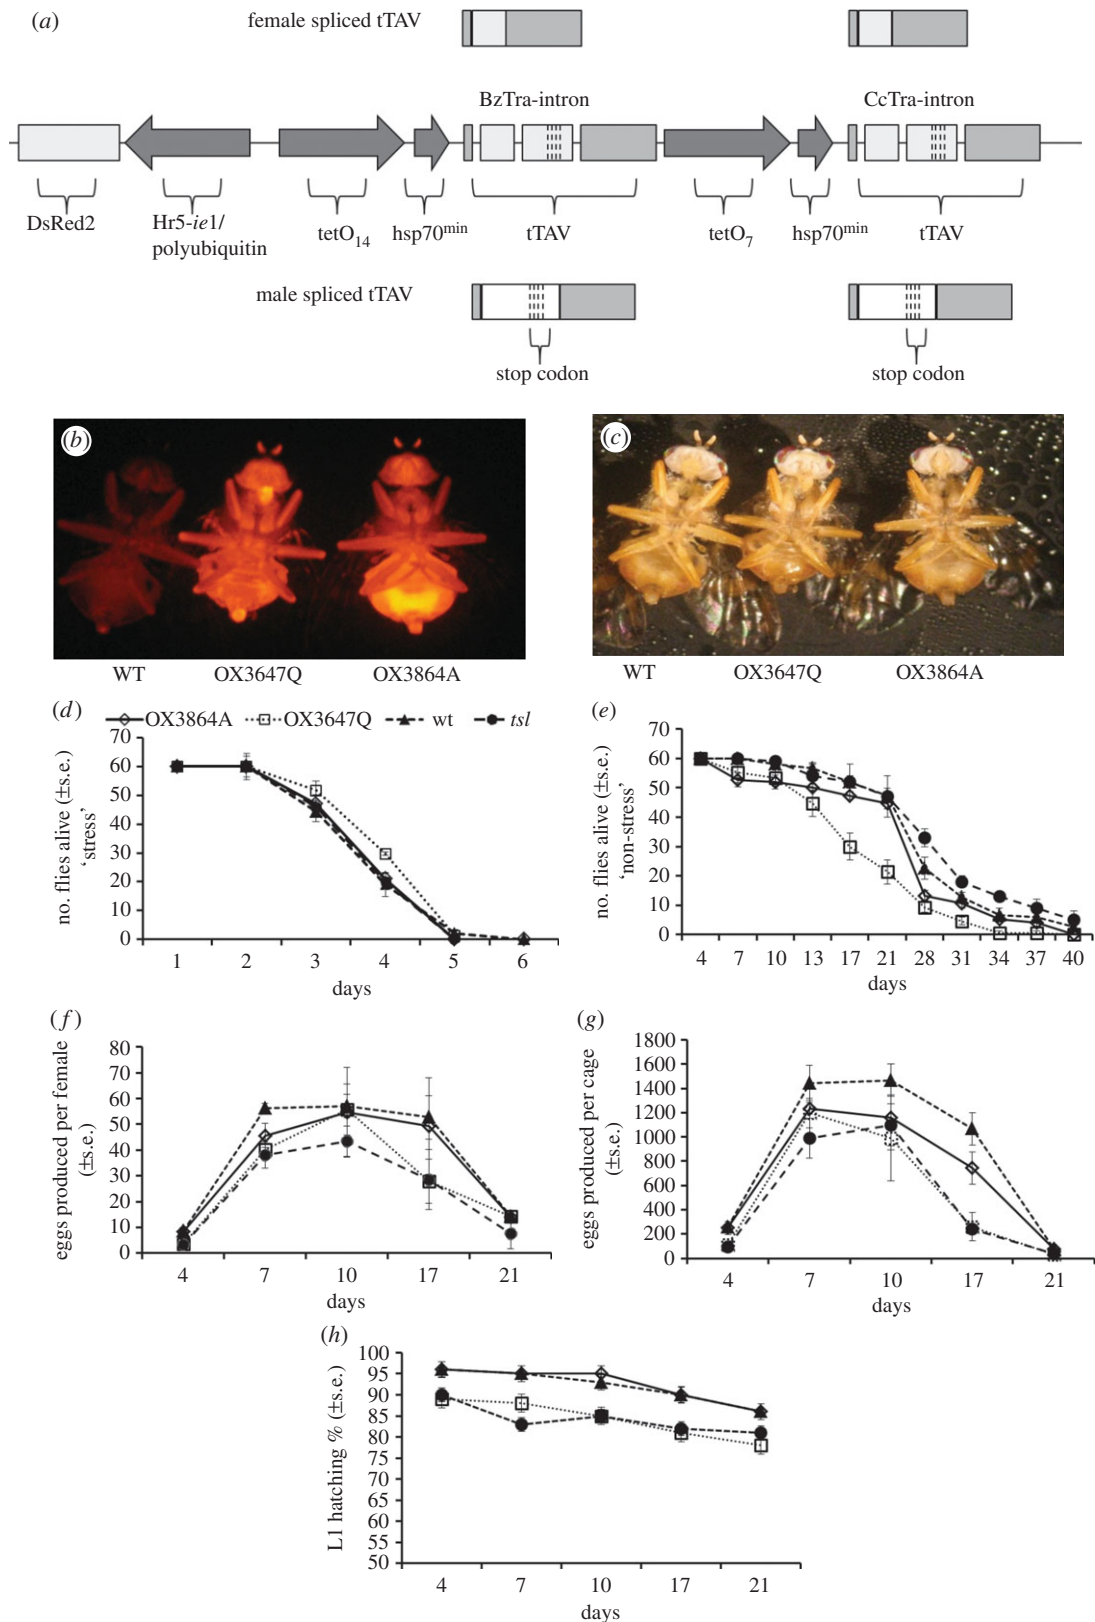 (a)
female spliced tTAV
BzTra-intron
CcTra-intron
DsRed2
Hr5-ie1/
polyubiquitin
tetO14
hsp70min
tTAV
tetO7
hsp70min
tTAV
male spliced tTAV
stop codon
stop codon
(b)
WT
OX3647Q
OX3864A
(c)
WT
OX3647Q
OX3864A
(d)
OX3864A
OX3647Q
wt
tsl
no. flies alive (±s.e.)
‘stress’
70
60
50
40
30
20
10
0
1 2 3 4 5 6
days
(e)
no. flies alive (±s.e.)
‘non-stress’
70
60
50
40
30
20
10
0
4 7 10 13 17 21 28 31 34 37 40
days
(f)
eggs produced per female
(±s.e.)
80
70
60
50
40
30
20
10
0
4 7 10 17 21
days
(g)
eggs produced per cage
(±s.e.)
1800
1600
1400
1200
1000
800
600
400
200
0
4 7 10 17 21
days
(h)
L1 hatching % (±s.e.)
100
95
90
85
80
75
70
65
60
55
50
4 7 10 17 21
days